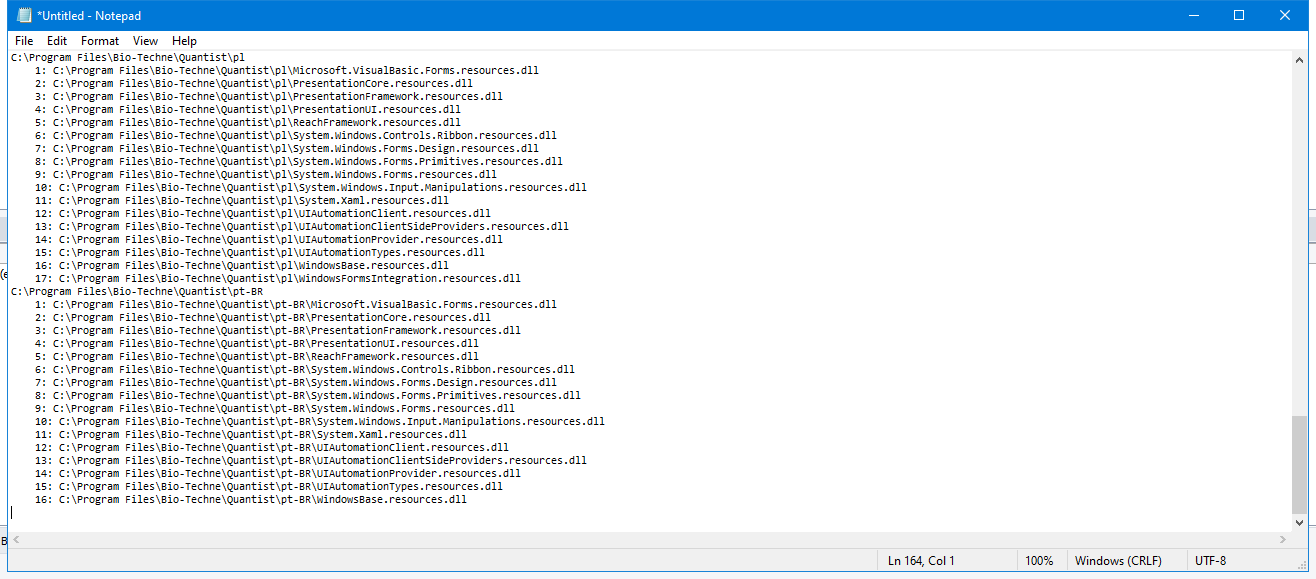 *Untitled - Notepad
File Edit Format View Help
C:\Program Files\Bio-Techne\Quantist\pl
1: C:\Program Files\Bio-Techne\Quantist\pl\Microsoft.VisualBasic.Forms.resources.dll
2: C:\Program Files\Bio-Techne\Quantist\pl\PresentationCore.resources.dll
3: C:\Program Files\Bio-Techne\Quantist\pl\PresentationFramework.resources.dll
4: C:\Program Files\Bio-Techne\Quantist\pl\PresentationUI.resources.dll
5: C:\Program Files\Bio-Techne\Quantist\pl\ReachFramework.resources.dll
6: C:\Program Files\Bio-Techne\Quantist\pl\System.Windows.Controls.Ribbon.resources.dll
7: C:\Program Files\Bio-Techne\Quantist\pl\System.Windows.Forms.Design.resources.dll
8: C:\Program Files\Bio-Techne\Quantist\pl\System.Windows.Forms.Primitives.resources.dll
9: C:\Program Files\Bio-Techne\Quantist\pl\System.Windows.Forms.resources.dll
10: C:\Program Files\Bio-Techne\Quantist\pl\System.Windows.Input.Manipulations.resources.dll
11: C:\Program Files\Bio-Techne\Quantist\pl\System.Xaml.resources.dll
12: C:\Program Files\Bio-Techne\Quantist\pl\UIAutomationClient.resources.dll
13: C:\Program Files\Bio-Techne\Quantist\pl\UIAutomationClientSideProviders.resources.dll
14: C:\Program Files\Bio-Techne\Quantist\pl\UIAutomationProvider.resources.dll
15: C:\Program Files\Bio-Techne\Quantist\pl\UIAutomationTypes.resources.dll
16: C:\Program Files\Bio-Techne\Quantist\pl\WindowsBase.resources.dll
17: C:\Program Files\Bio-Techne\Quantist\pl\WindowsFormsIntegration.resources.dll
C:\Program Files\Bio-Techne\Quantist\pt-BR
1: C:\Program Files\Bio-Techne\Quantist\pt-BR\Microsoft.VisualBasic.Forms.resources.dll
2: C:\Program Files\Bio-Techne\Quantist\pt-BR\PresentationCore.resources.dll
3: C:\Program Files\Bio-Techne\Quantist\pt-BR\PresentationFramework.resources.dll
4: C:\Program Files\Bio-Techne\Quantist\pt-BR\PresentationUI.resources.dll
5: C:\Program Files\Bio-Techne\Quantist\pt-BR\ReachFramework.resources.dll
6: C:\Program Files\Bio-Techne\Quantist\pt-BR\System.Windows.Controls.Ribbon.resources.dll
7: C:\Program Files\Bio-Techne\Quantist\pt-BR\System.Windows.Forms.Design.resources.dll
8: C:\Program Files\Bio-Techne\Quantist\pt-BR\System.Windows.Forms.Primitives.resources.dll
9: C:\Program Files\Bio-Techne\Quantist\pt-BR\System.Windows.Forms.resources.dll
10: C:\Program Files\Bio-Techne\Quantist\pt-BR\System.Windows.Input.Manipulations.resources.dll
11: C:\Program Files\Bio-Techne\Quantist\pt-BR\System.Xaml.resources.dll
12: C:\Program Files\Bio-Techne\Quantist\pt-BR\UIAutomationClient.resources.dll
13: C:\Program Files\Bio-Techne\Quantist\pt-BR\UIAutomationClientSideProviders.resources.dll
14: C:\Program Files\Bio-Techne\Quantist\pt-BR\UIAutomationProvider.resources.dll
15: C:\Program Files\Bio-Techne\Quantist\pt-BR\UIAutomationTypes.resources.dll
16: C:\Program Files\Bio-Techne\Quantist\pt-BR\WindowsBase.resources.dll
Ln 164, Col 1 100% Windows (CRLF) UTF-8